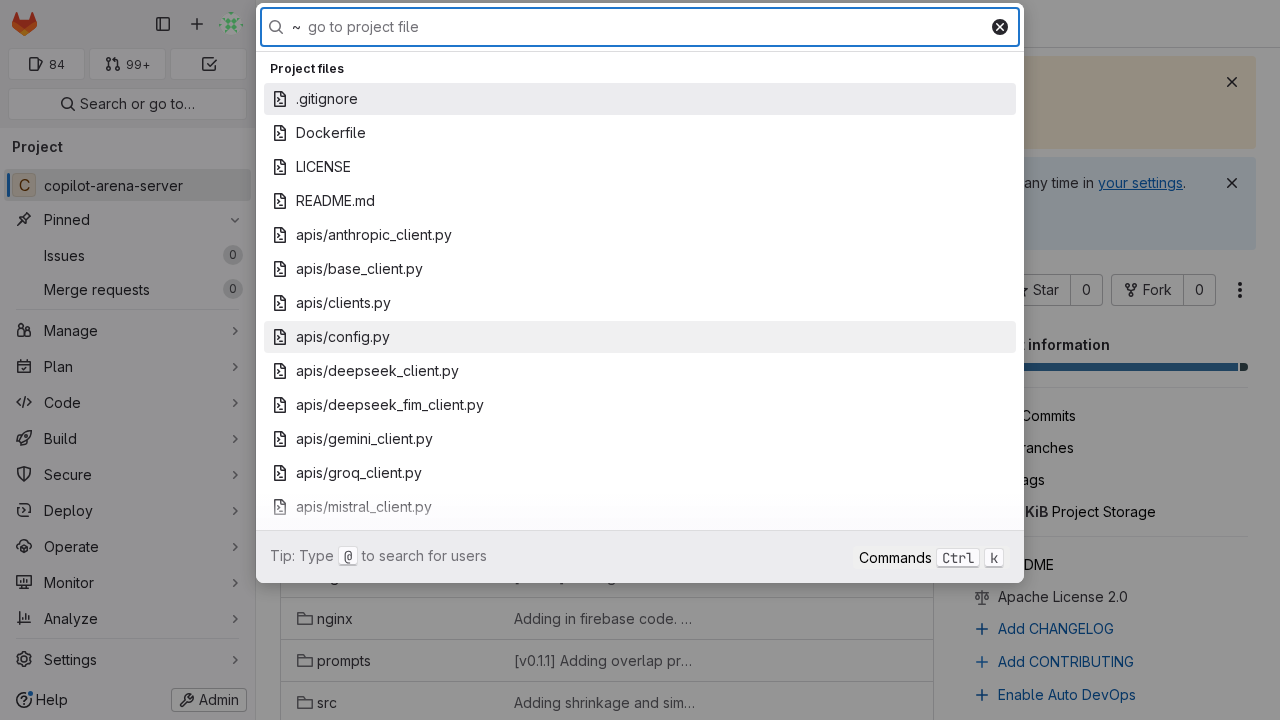 ~ go to project file
84
99+
Search or go to…
Project
C copilot-arena-server
Pinned
Issues 0
Merge requests 0
Manage
Plan
Code
Build
Secure
Deploy
Operate
Monitor
Analyze
Settings
Help
Admin
Project files
.gitignore
Dockerfile
LICENSE
README.md
apis/anthropic_client.py
apis/base_client.py
apis/clients.py
apis/config.py
apis/deepseek_client.py
apis/deepseek_fim_client.py
apis/gemini_client.py
apis/groq_client.py
apis/mistral_client.py
Tip: Type @ to search for users
Commands Ctrl k
any time in your settings.
Star 0
Fork 0
information
Commits
KiB Project Storage
Apache License 2.0
Add CHANGELOG
Add CONTRIBUTING
Enable Auto DevOps
nginx Adding in firebase code. …
prompts [v0.1.1] Adding overlap pr…
src Adding shrinkage and sim…